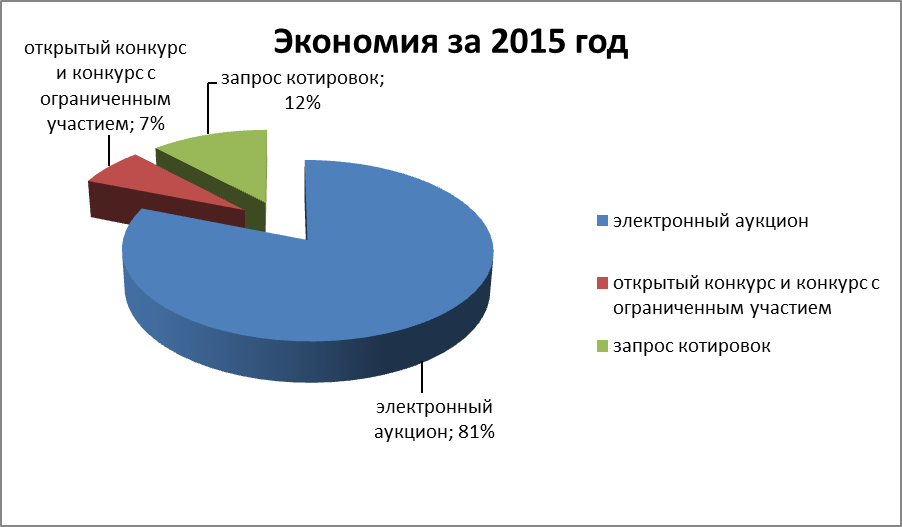 Экономия за 2015 год
открытый конкурс
и конкурс с
ограниченным
участием; 7%
запрос котировок;
12%
электронный
аукцион; 81%
электронный аукцион
открытый конкурс и конкурс с
ограниченным участием
запрос котировок